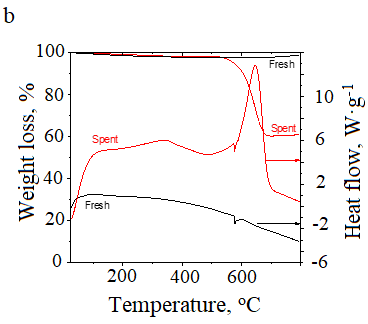 b
100
80
60
40
20
0
Weight loss, %
Fresh
Spent
Spent
Fresh
10
6
2
-2
-6
Heat flow, W·g⁻¹
200 400 600
Temperature, °C